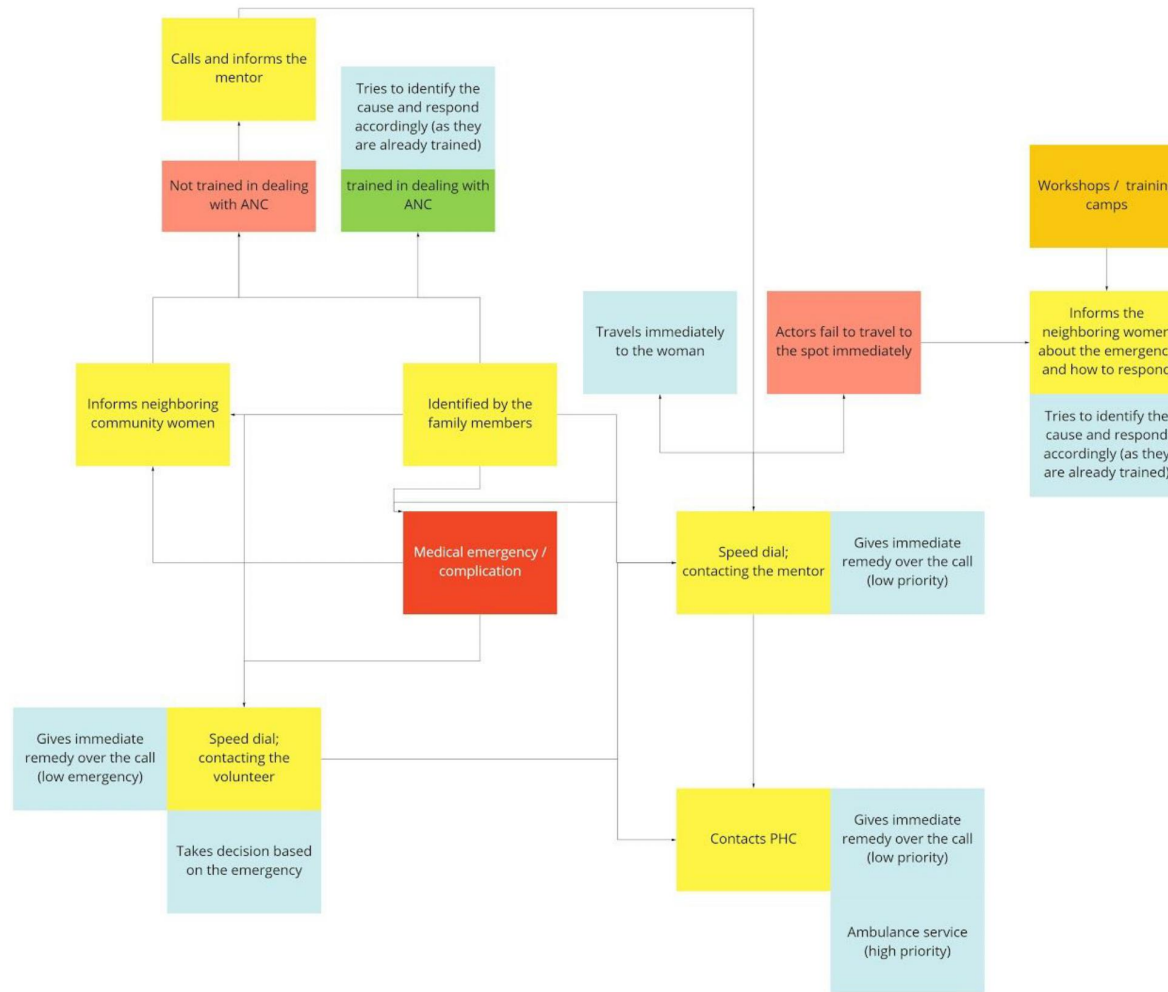 Calls and informs the
mentor
Tries to identify the
cause and respond
accordingly (as they
are already trained)
Not trained in dealing
with ANC
trained in dealing with
ANC
Workshops / trainin
camps
Travels immediately
to the woman
Actors fail to travel to
the spot immediately
Informs the
neighboring women
about the emergenc
and how to respond
Tries to identify the
cause and respond
accordingly (as they
are already trained)
Informs neighboring
community women
Identified by the
family members
Medical emergency /
complication
Speed dial;
contacting the mentor
Gives immediate
remedy over the call
(low priority)
Gives immediate
remedy over the call
(low emergency)
Speed dial;
contacting the
volunteer
Takes decision based
on the emergency
Contacts PHC
Gives immediate
remedy over the call
(low priority)
Ambulance service
(high priority)